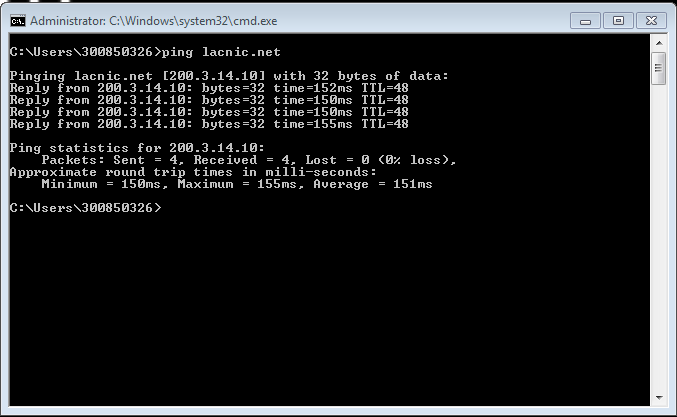 Administrator: C:\Windows\system32\cmd.exe
C:\Users\300850326>ping lacnic.net
Pinging lacnic.net [200.3.14.10] with 32 bytes of data:
Reply from 200.3.14.10: bytes=32 time=152ms TTL=48
Reply from 200.3.14.10: bytes=32 time=150ms TTL=48
Reply from 200.3.14.10: bytes=32 time=150ms TTL=48
Reply from 200.3.14.10: bytes=32 time=155ms TTL=48
Ping statistics for 200.3.14.10:
    Packets: Sent = 4, Received = 4, Lost = 0 (0% loss),
Approximate round trip times in milli-seconds:
    Minimum = 150ms, Maximum = 155ms, Average = 151ms
C:\Users\300850326>